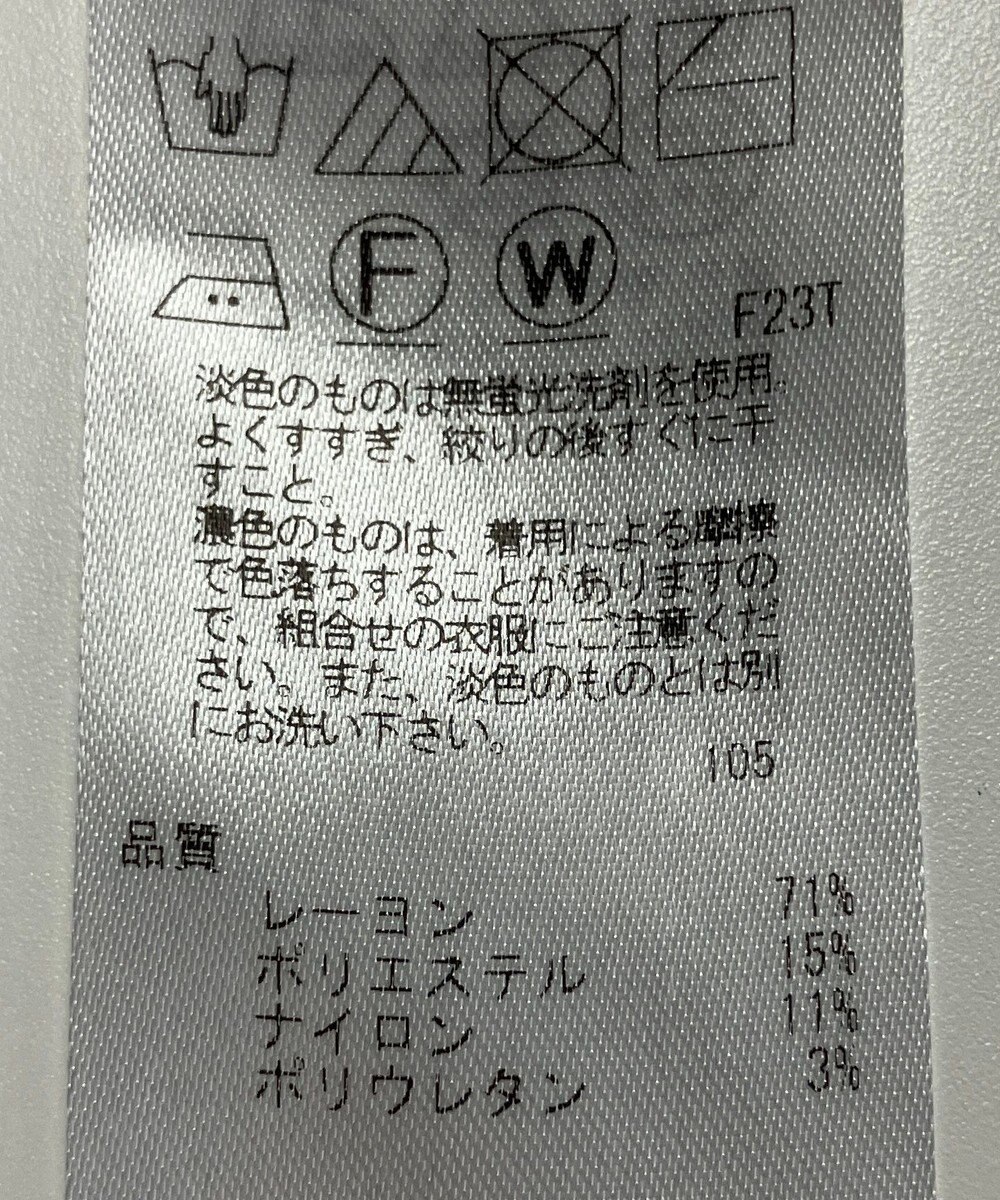 F W F23T
淡色のものは無蛍光洗剤を使用。
よくすすぎ、絞りの後すぐに干
すこと。
濃色のものは、着用による摩擦
で色落ちすることがありますの
で、組合せの衣服にご注意くだ
さい。また、淡色のものとは別
にお洗い下さい。
105
品質
レーヨン 71%
ポリエステル 15%
ナイロン 11%
ポリウレタン 3%